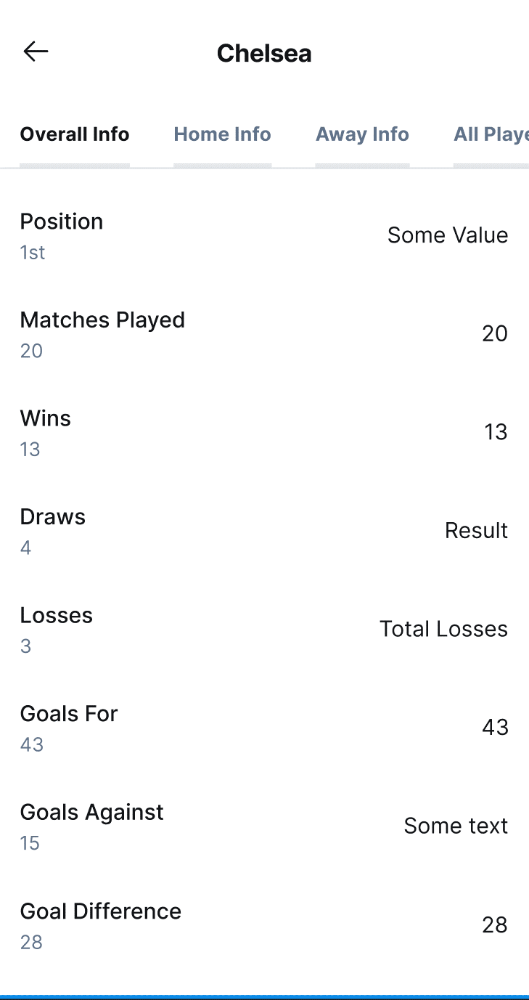 Chelsea
Overall Info Home Info Away Info All Playe
Position
Some Value
1st
Matches Played
20
20
Wins
13
13
Draws
Result
4
Losses
Total Losses
3
Goals For
43
43
Goals Against
Some text
15
Goal Difference
28
28